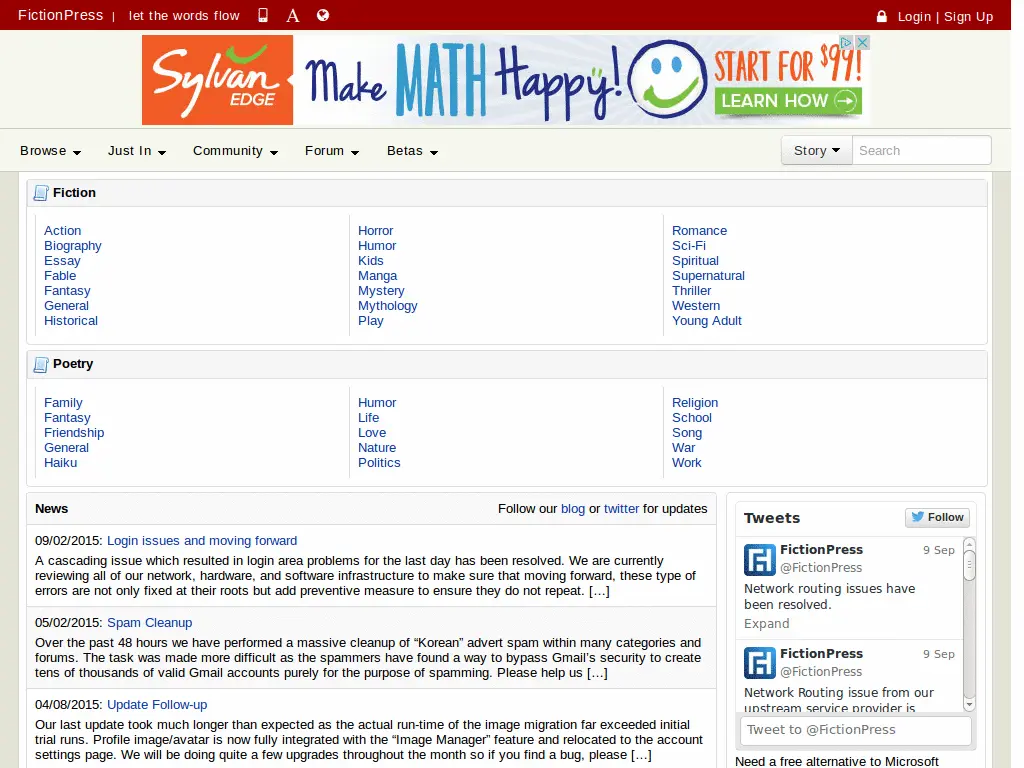 FictionPress | let the words flow A
Login | Sign Up
Sylvan EDGE
Make MATH Happy!
START FOR $99!
LEARN HOW
Browse Just In Community Forum Betas
Story Search
Fiction
Action
Biography
Essay
Fable
Fantasy
General
Historical
Horror
Humor
Kids
Manga
Mystery
Mythology
Play
Romance
Sci-Fi
Spiritual
Supernatural
Thriller
Western
Young Adult
Poetry
Family
Fantasy
Friendship
General
Haiku
Humor
Life
Love
Nature
Politics
Religion
School
Song
War
Work
News Follow our blog or twitter for updates
09/02/2015: Login issues and moving forward
A cascading issue which resulted in login area problems for the last day has been resolved. We are currently
reviewing all of our network, hardware, and software infrastructure to make sure that moving forward, these type of
errors are not only fixed at their roots but add preventive measure to ensure they do not repeat. […]
05/02/2015: Spam Cleanup
Over the past 48 hours we have performed a massive cleanup of “Korean” advert spam within many categories and
forums. The task was made more difficult as the spammers have found a way to bypass Gmail’s security to create
tens of thousands of valid Gmail accounts purely for the purpose of spamming. Please help us […]
04/08/2015: Update Follow-up
Our last update took much longer than expected as the actual run-time of the image migration far exceeded initial
trial runs. Profile image/avatar is now fully integrated with the “Image Manager” feature and relocated to the account
settings page. We will be doing quite a few upgrades throughout the month so if you find a bug, please […]
Tweets Follow
FictionPress 9 Sep
@FictionPress
Network routing issues have
been resolved.
Expand
FictionPress 9 Sep
@FictionPress
Network Routing issue from our
upstream service provider is
Tweet to @FictionPress
Need a free alternative to Microsoft